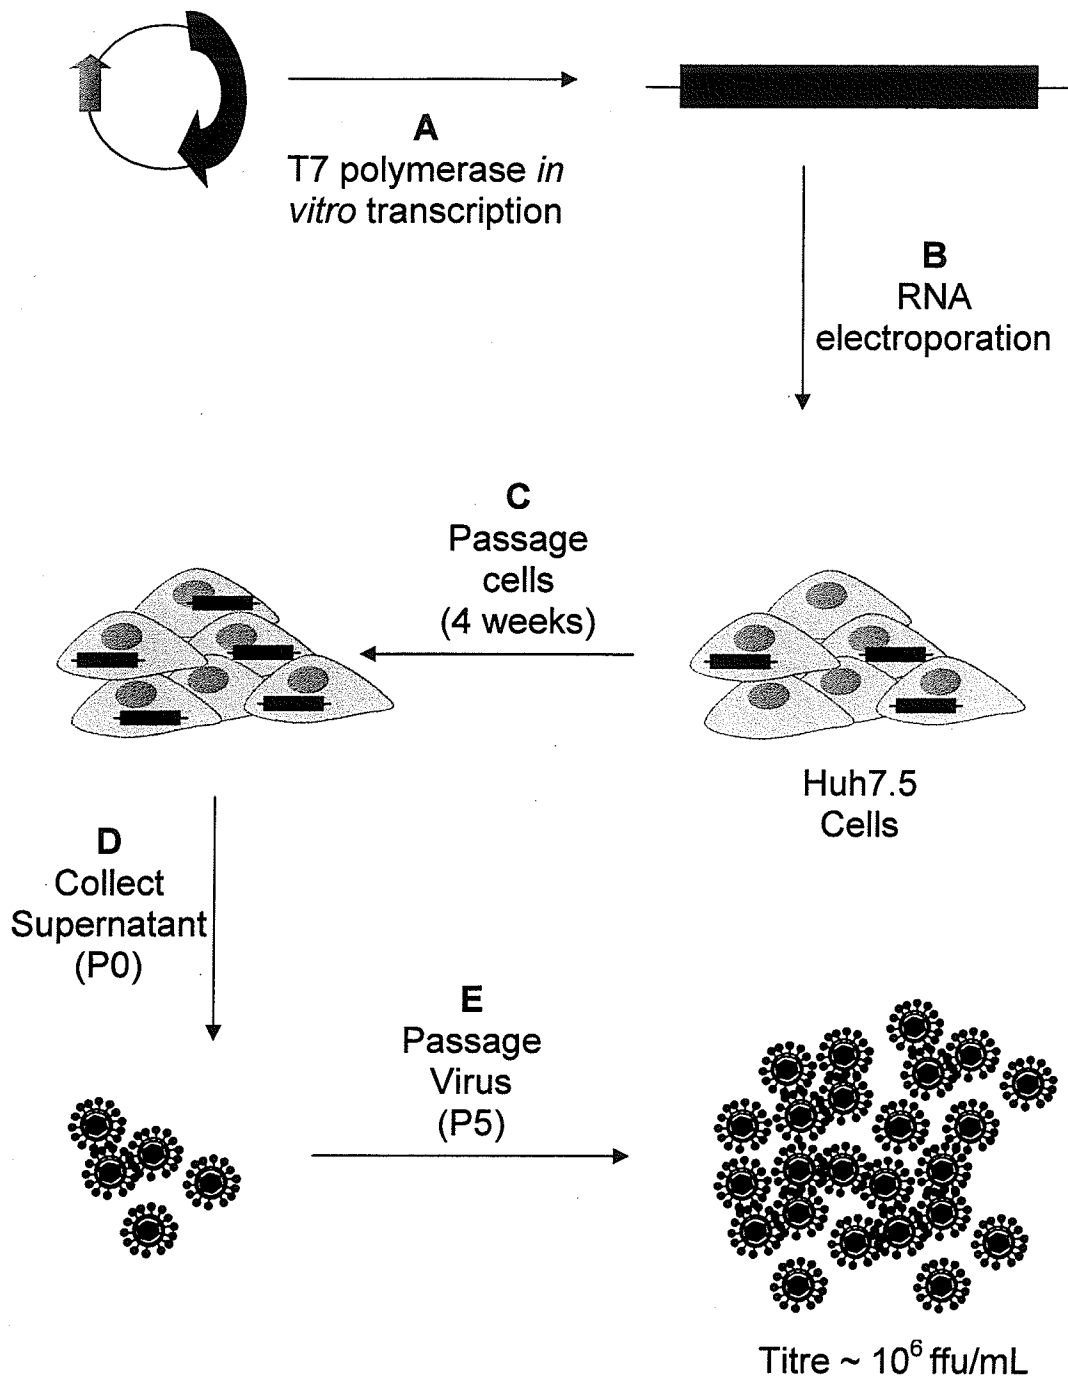 A
T7 polymerase in
vitro transcription
B
RNA
electroporation
C
Passage
cells
(4 weeks)
Huh7.5
Cells
D
Collect
Supernatant
(P0)
E
Passage
Virus
(P5)
Titre ~ 10⁶ ffu/mL